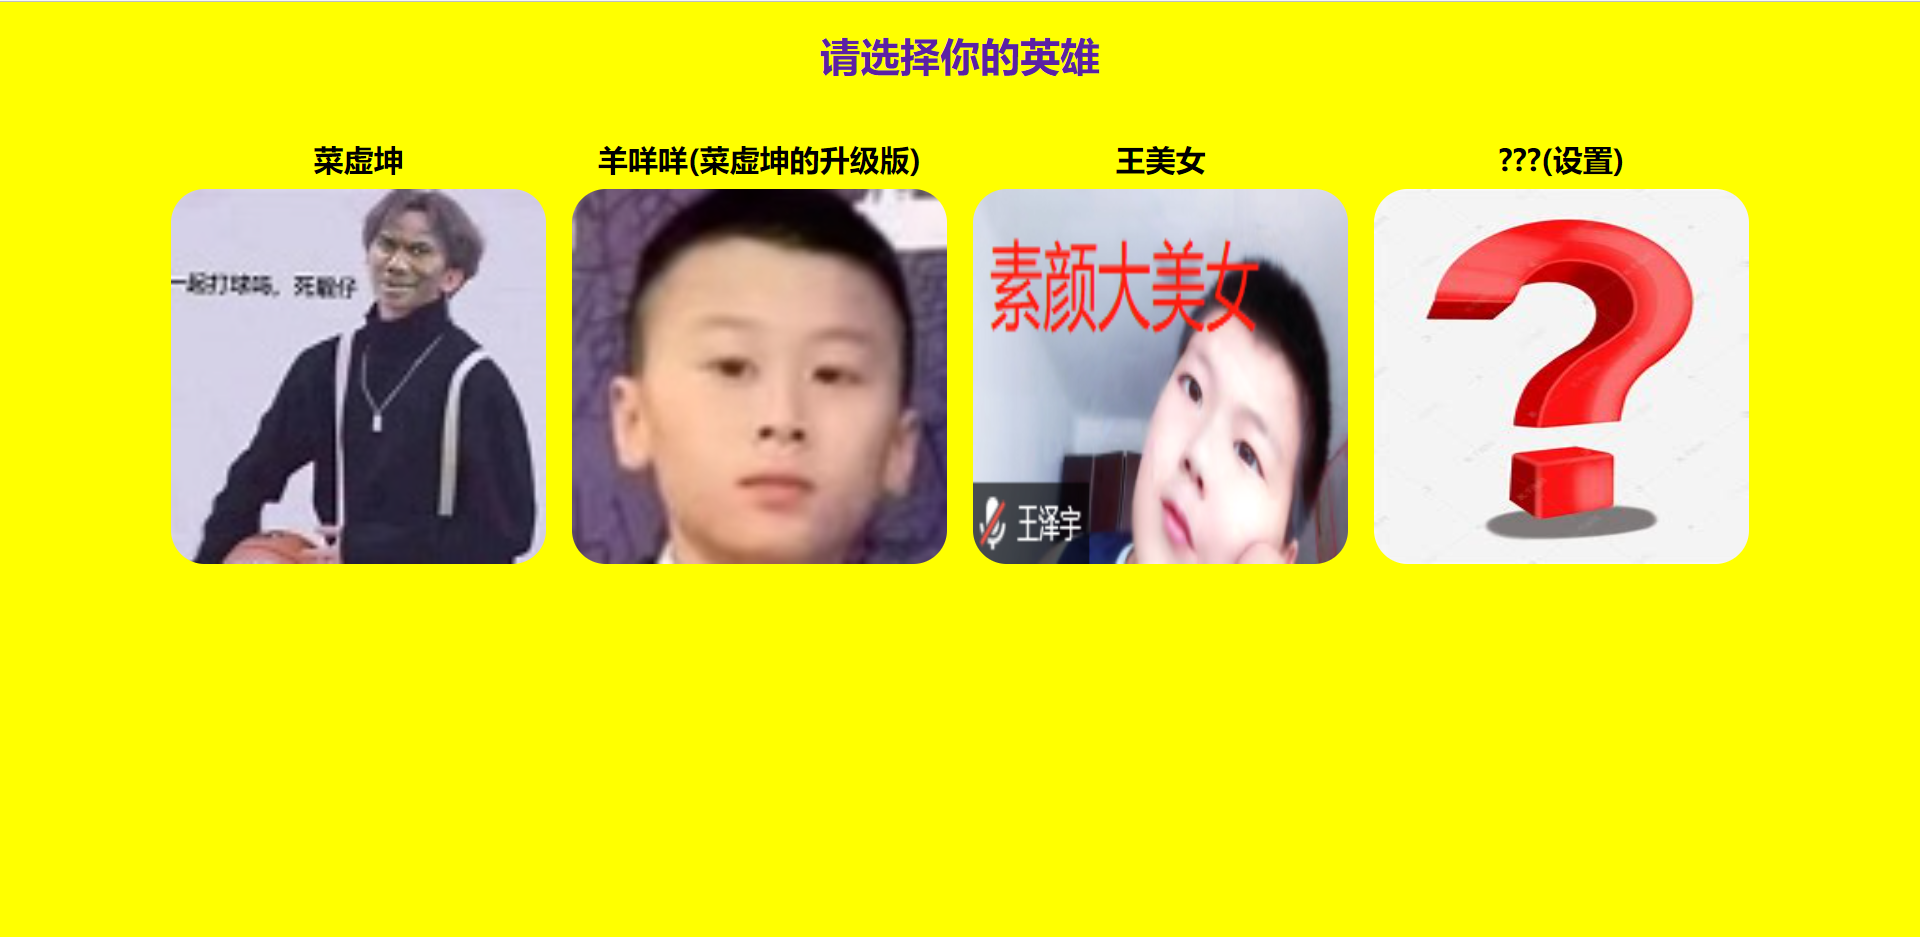 请选择你的英雄
菜虚坤
羊咩咩(菜虚坤的升级版)
王美女
???(设置)
一起打球吗，死靓仔
素颜大美女
王泽宇